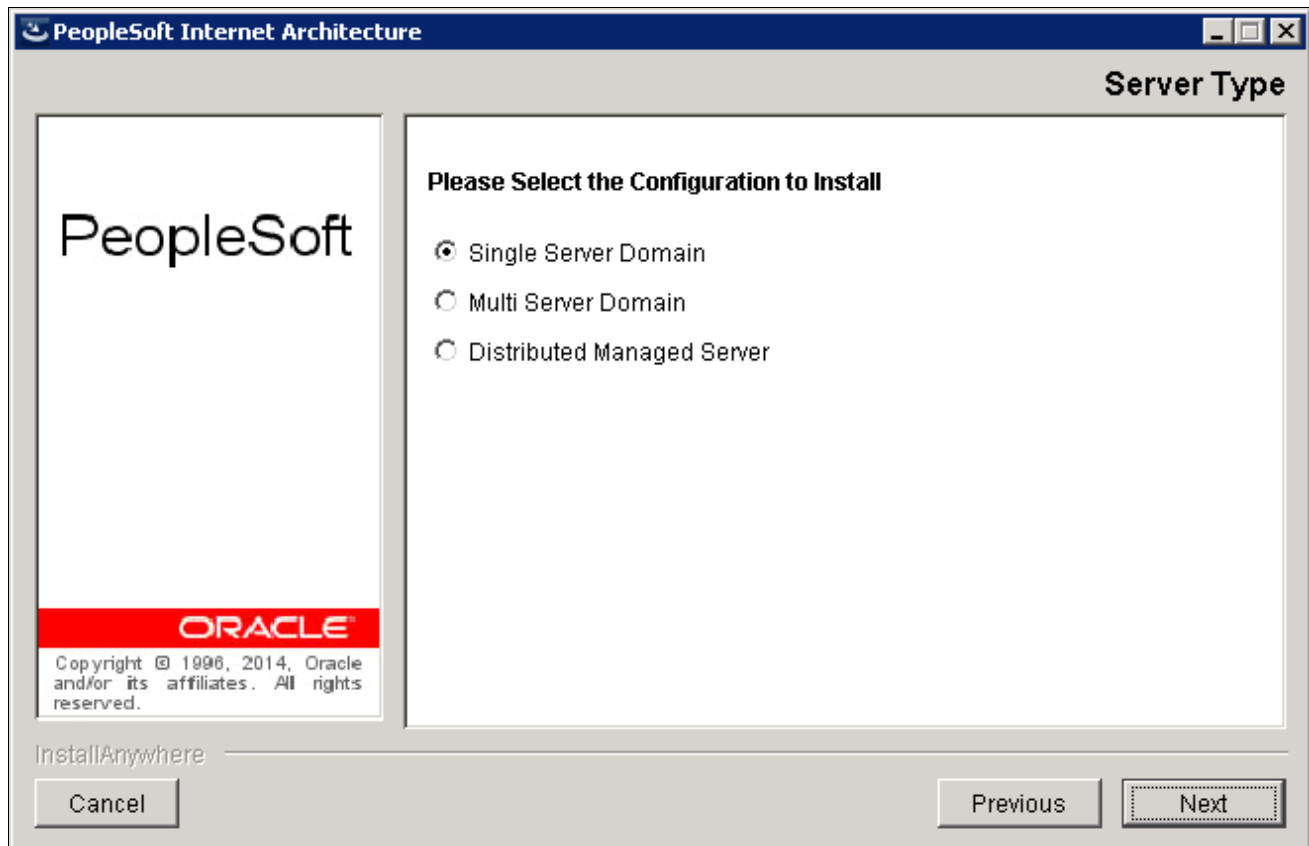 PeopleSoft Internet Architecture
Server Type
PeopleSoft
Please Select the Configuration to Install
Single Server Domain
Multi Server Domain
Distributed Managed Server
ORACLE
Copyright © 1996, 2014, Oracle
and/or its affiliates. All rights
reserved.
InstallAnywhere
Cancel
Previous
Next